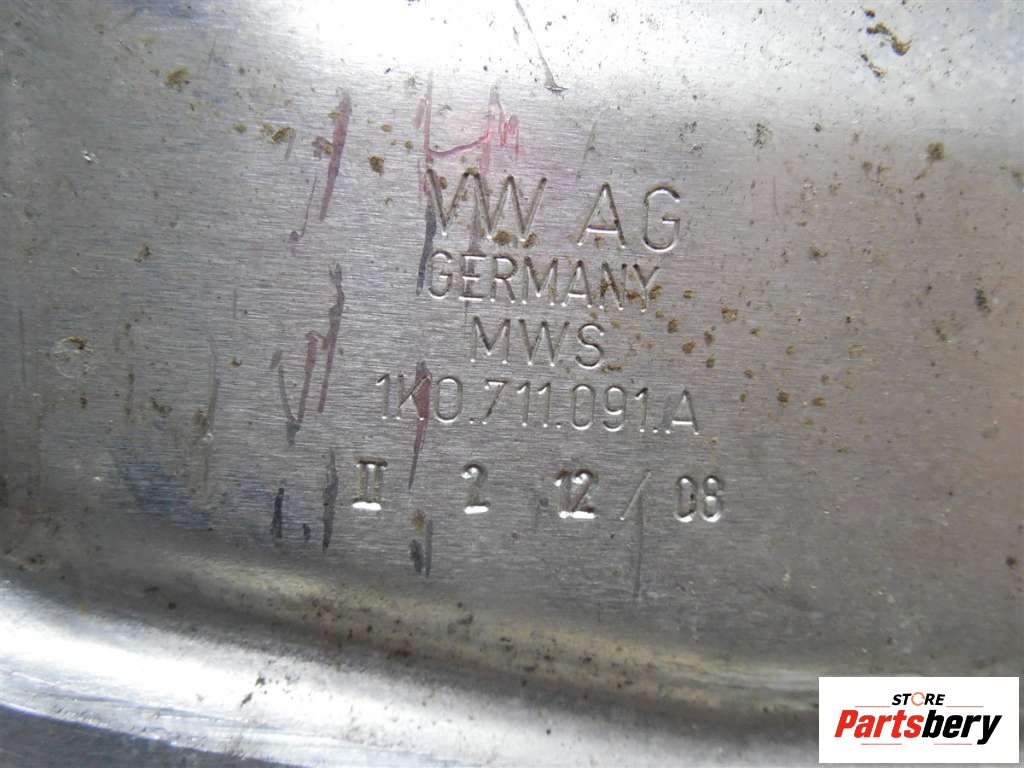 VW AG
GERMANY
MWS
1K0.711.091.A
II 2 12/08
STORE
Partsbery